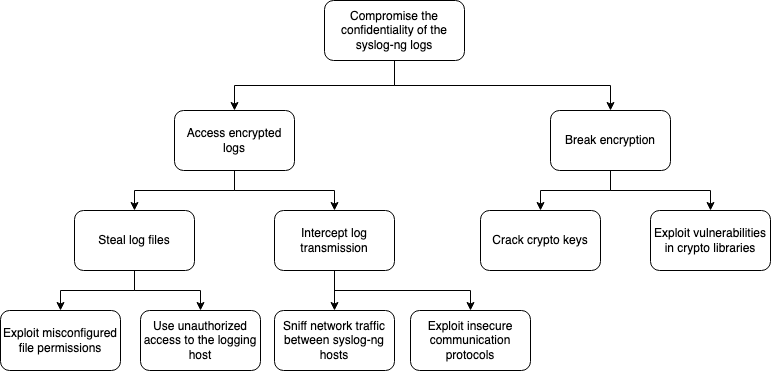 Compromise the
confidentiality of the
syslog-ng logs
Access encrypted
logs
Break encryption
Steal log files
Intercept log
transmission
Crack crypto keys
Exploit vulnerabilities
in crypto libraries
Exploit misconfigured
file permissions
Use unauthorized
access to the logging
host
Sniff network traffic
between syslog-ng
hosts
Exploit insecure
communication
protocols